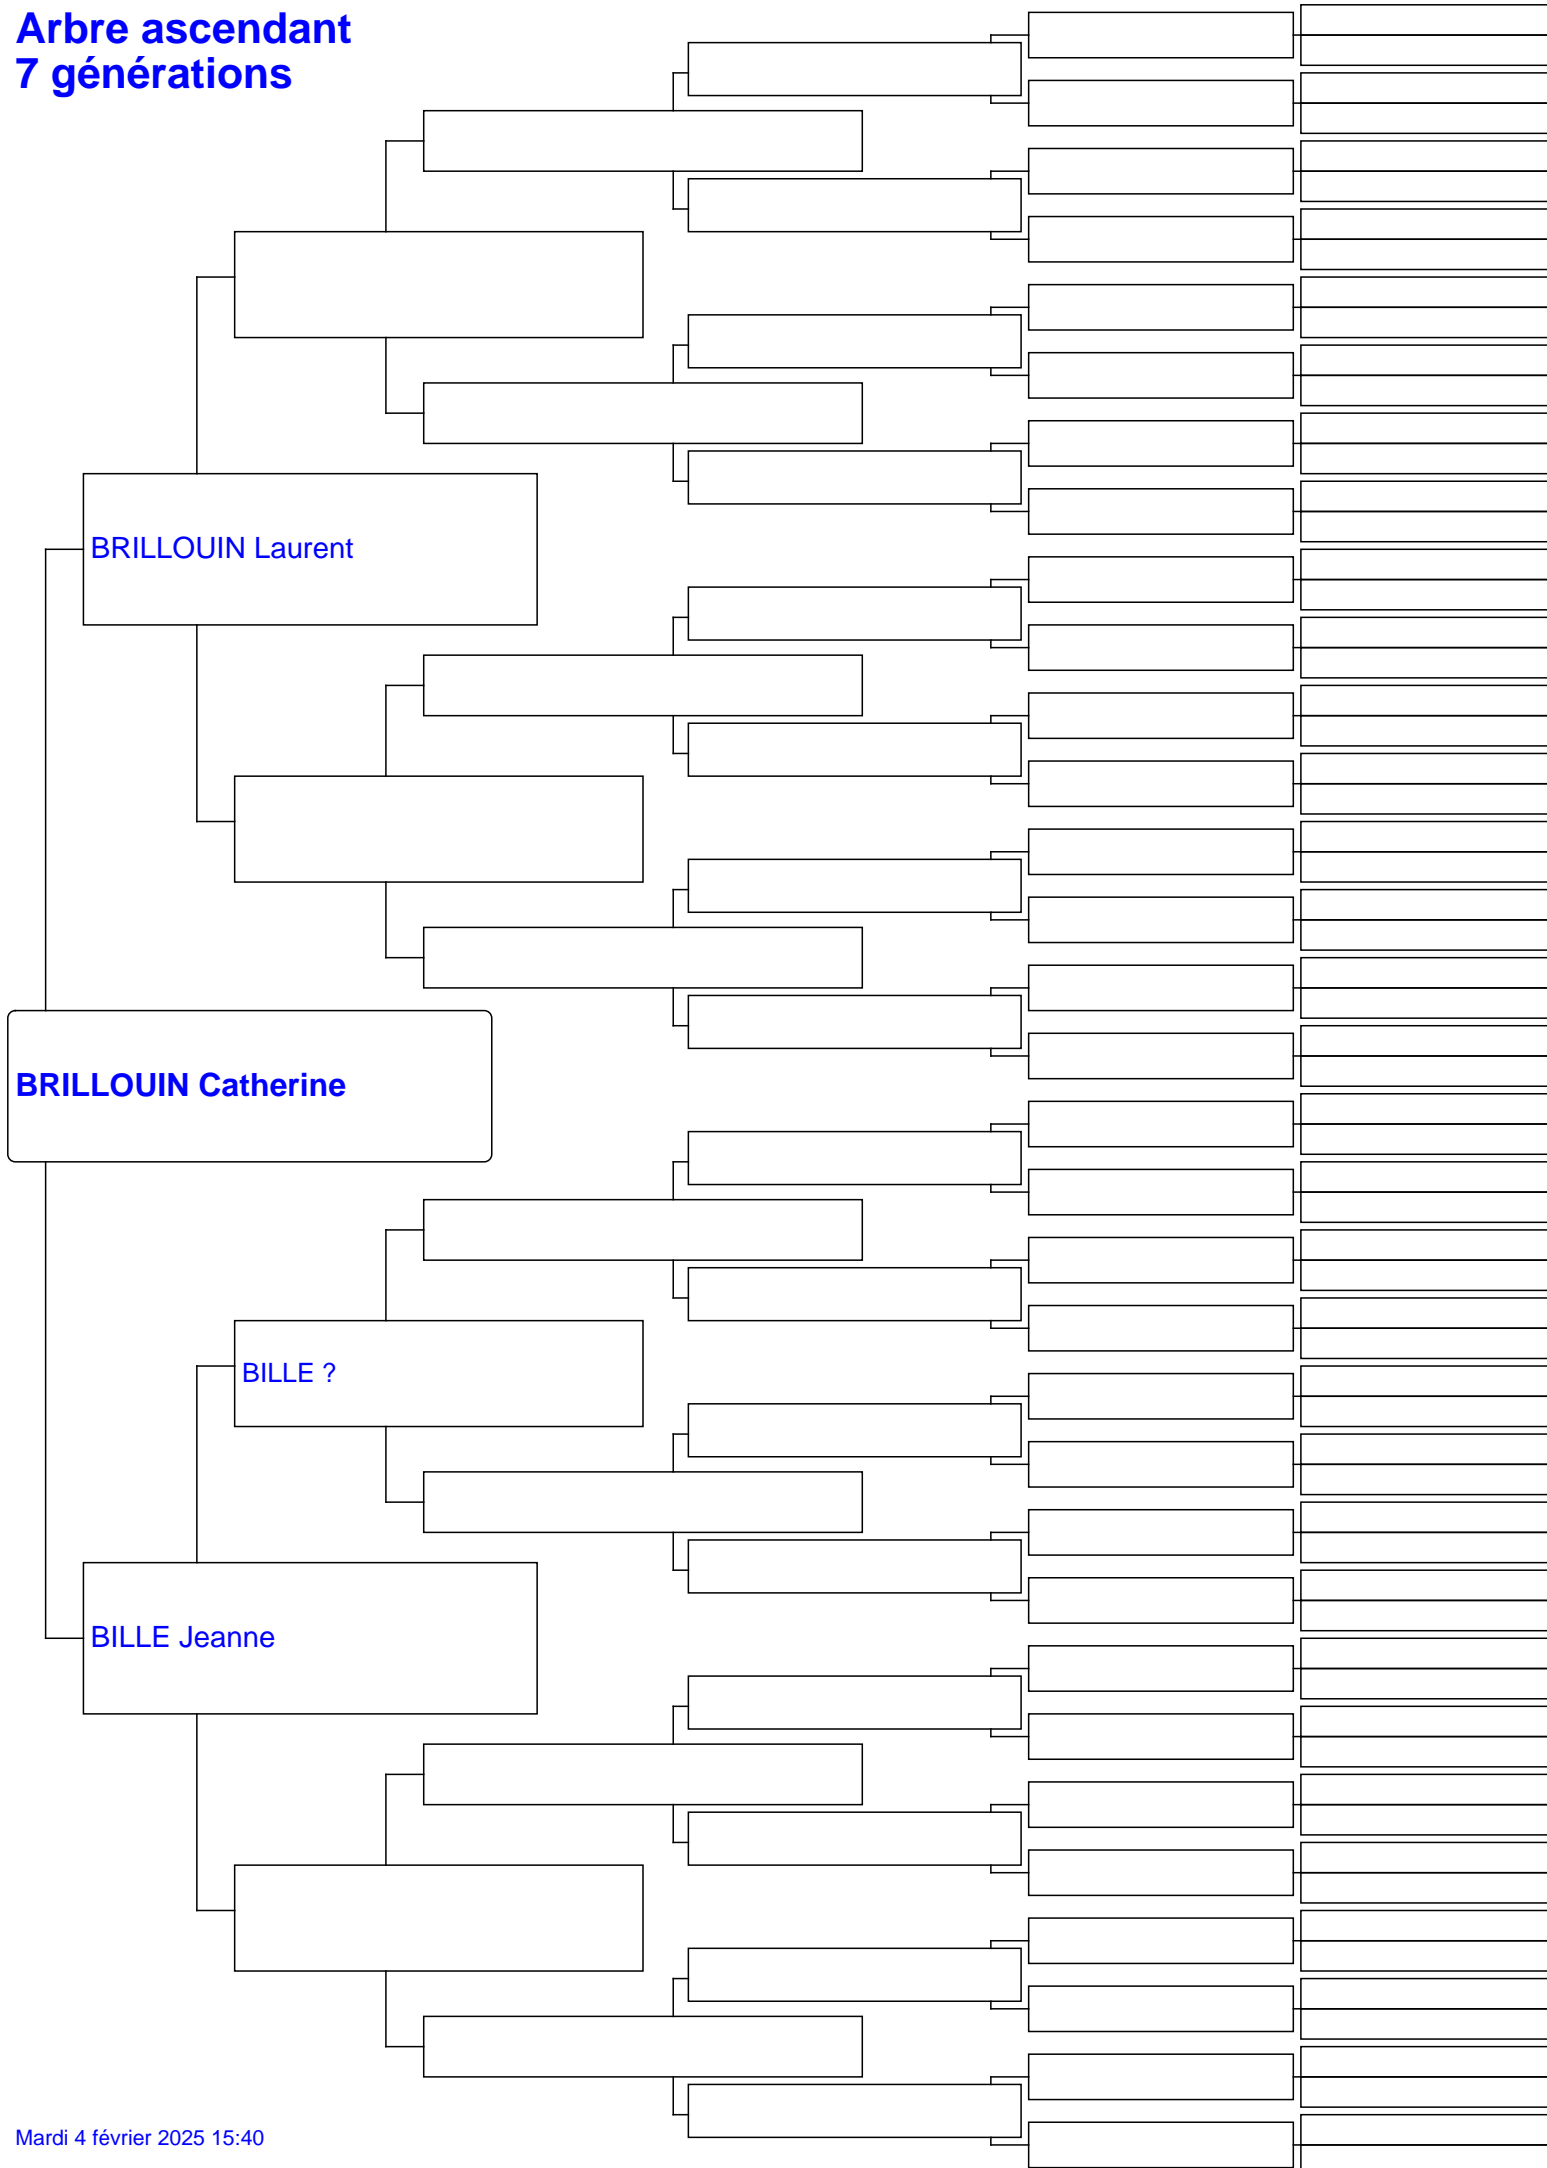 Arbre ascendant
7 générations
BRILLOUIN Laurent
BRILLOUIN Catherine
BILLE ?
BILLE Jeanne
Mardi 4 février 2025 15:40